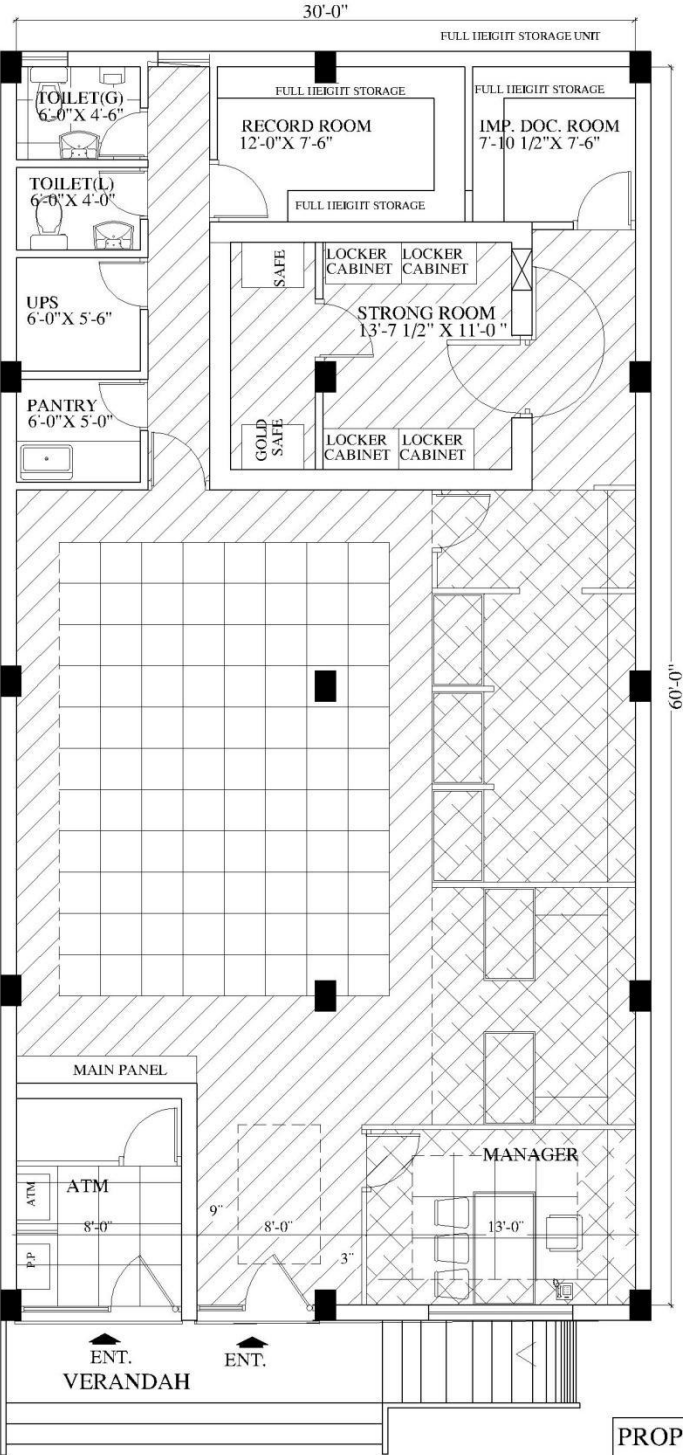 30'-0"
FULL HEIGHT STORAGE UNIT
FULL HEIGHT STORAGE
FULL HEIGHT STORAGE
TOILET(G)
6'-0"X 4'-6"
RECORD ROOM
12'-0"X 7'-6"
IMP. DOC. ROOM
7'-10 1/2"X 7'-6"
TOILET(L)
6'-0"X 4'-0"
FULL HEIGHT STORAGE
SAFE
LOCKER
CABINET
LOCKER
CABINET
UPS
6'-0"X 5'-6"
STRONG ROOM
13'-7 1/2" X 11'-0 "
PANTRY
6'-0"X 5'-0"
GOLD
SAFE
LOCKER
CABINET
LOCKER
CABINET
60'-0"
MAIN PANEL
MANAGER
ATM
ATM
9"
8'-0"
8'-0"
13'-0"
3"
P.P
ENT.
ENT.
VERANDAH
PROP